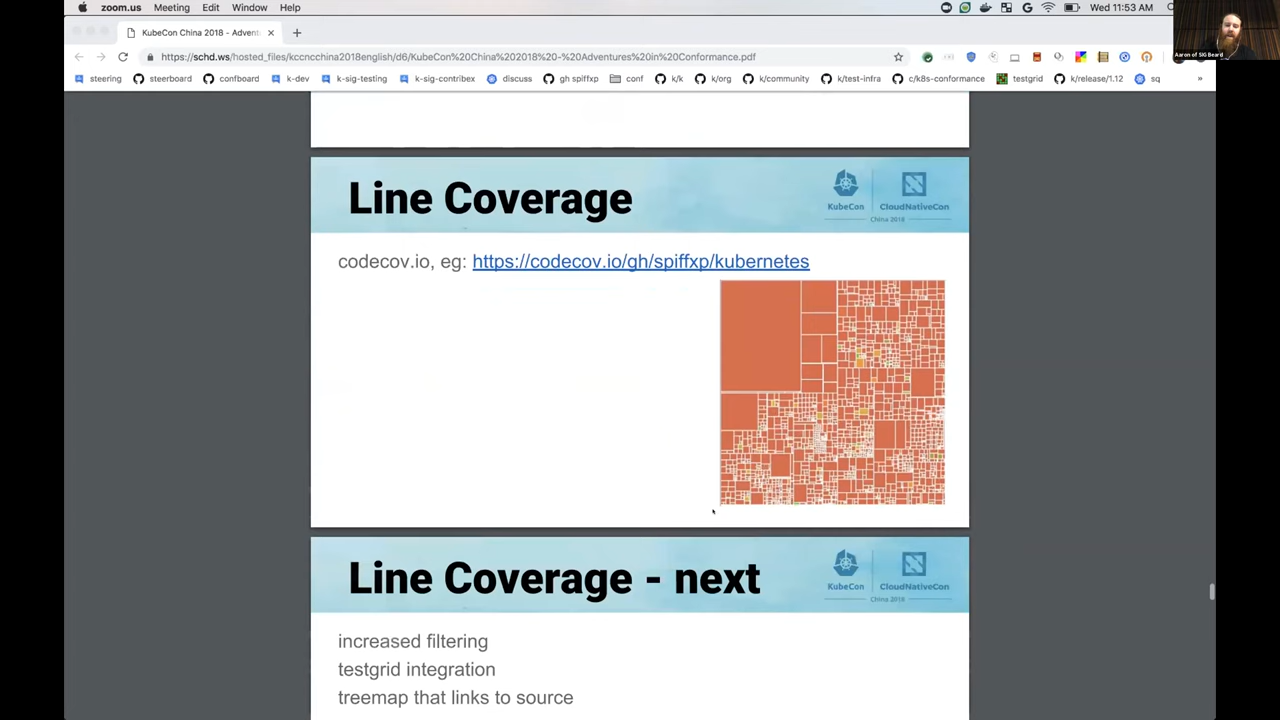 zoom.us Meeting Edit Window Help
Wed 11:53 AM
KubeCon China 2018 - Advent
https://schd.ws/hosted_files/kccncchina2018english/d6/KubeCon%20China%202018%20-%20Adventures%20in%20Conformance.pdf
steering steerboard confboard k-dev k-sig-testing k-sig-contribex discuss gh spiffxp conf k/k k/org k/community k/test-infra c/k8s-conformance testgrid k/release/1.12 sq »
Aaron of SIG Beard
Line Coverage
KubeCon CloudNativeCon
China 2018
codecov.io, eg: https://codecov.io/gh/spiffxp/kubernetes
Line Coverage - next
KubeCon CloudNativeCon
China 2018
increased filtering
testgrid integration
treemap that links to source